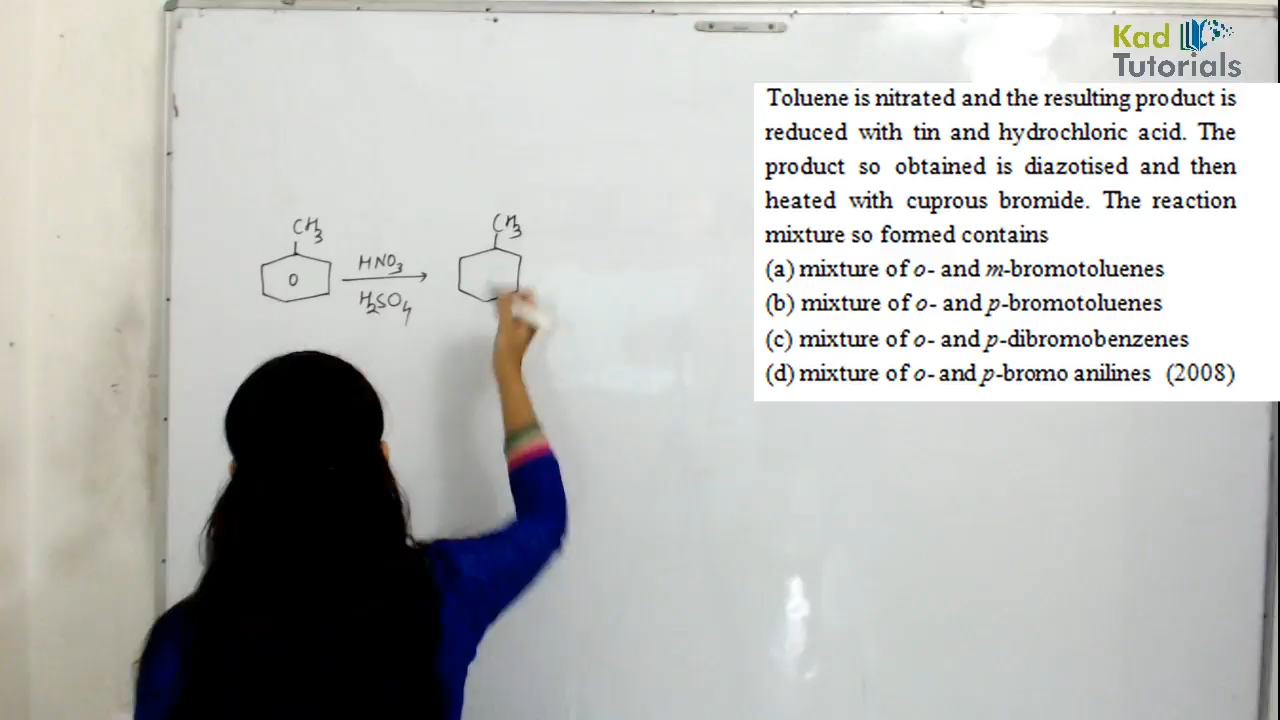 Kad
Tutorials
Toluene is nitrated and the resulting product is
reduced with tin and hydrochloric acid. The
product so obtained is diazotised and then
heated with cuprous bromide. The reaction
mixture so formed contains
(a) mixture of o- and m-bromotoluenes
(b) mixture of o- and p-bromotoluenes
(c) mixture of o- and p-dibromobenzenes
(d) mixture of o- and p-bromo anilines (2008)
CH3 CH3
HNO3
H2SO4